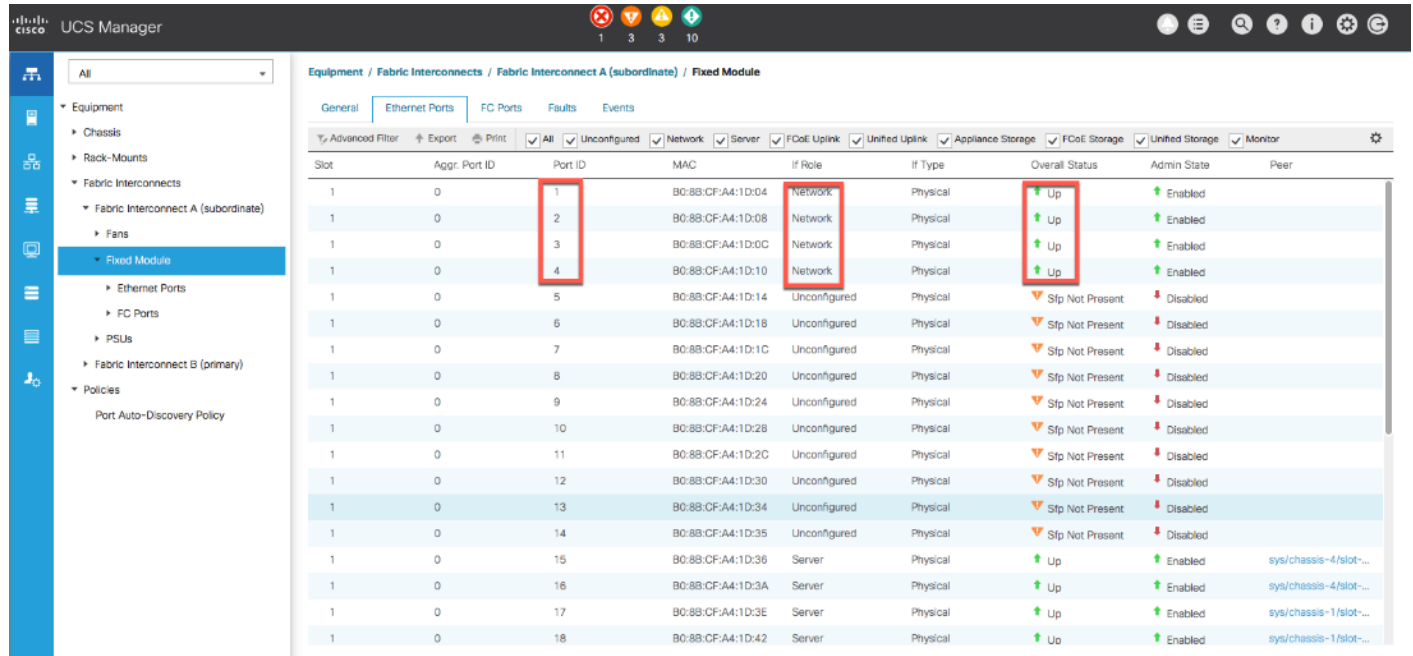 cisco UCS Manager
1 3 3 10
All
Equipment
Chassis
Rack-Mounts
Fabric Interconnects
Fabric Interconnect A (subordinate)
Fans
Fixed Module
Ethernet Ports
FC Ports
PSUs
Fabric Interconnect B (primary)
Policies
Port Auto-Discovery Policy
Equipment / Fabric Interconnects / Fabric Interconnect A (subordinate) / Fixed Module
General Ethernet Ports FC Ports Faults Events
Advanced Filter Export Print All Unconfigured Network Server FCoE Uplink Unified Uplink Appliance Storage FCoE Storage Unified Storage Monitor
Slot Aggr. Port ID Port ID MAC If Role If Type Overall Status Admin State Peer
1 0 1 B0:8B:CF:A4:1D:04 Network Physical Up Enabled
1 0 2 B0:8B:CF:A4:1D:08 Network Physical Up Enabled
1 0 3 B0:8B:CF:A4:1D:0C Network Physical Up Enabled
1 0 4 B0:8B:CF:A4:1D:10 Network Physical Up Enabled
1 0 5 B0:8B:CF:A4:1D:14 Unconfigured Physical Sfp Not Present Disabled
1 0 6 B0:8B:CF:A4:1D:18 Unconfigured Physical Sfp Not Present Disabled
1 0 7 B0:8B:CF:A4:1D:1C Unconfigured Physical Sfp Not Present Disabled
1 0 8 B0:8B:CF:A4:1D:20 Unconfigured Physical Sfp Not Present Disabled
1 0 9 B0:8B:CF:A4:1D:24 Unconfigured Physical Sfp Not Present Disabled
1 0 10 B0:8B:CF:A4:1D:28 Unconfigured Physical Sfp Not Present Disabled
1 0 11 B0:8B:CF:A4:1D:2C Unconfigured Physical Sfp Not Present Disabled
1 0 12 B0:8B:CF:A4:1D:30 Unconfigured Physical Sfp Not Present Disabled
1 0 13 B0:8B:CF:A4:1D:34 Unconfigured Physical Sfp Not Present Disabled
1 0 14 B0:8B:CF:A4:1D:35 Unconfigured Physical Sfp Not Present Disabled
1 0 15 B0:8B:CF:A4:1D:36 Server Physical Up Enabled sys/chassis-4/slot-...
1 0 16 B0:8B:CF:A4:1D:3A Server Physical Up Enabled sys/chassis-4/slot-...
1 0 17 B0:8B:CF:A4:1D:3E Server Physical Up Enabled sys/chassis-1/slot-...
1 0 18 B0:8B:CF:A4:1D:42 Server Physical Up Enabled sys/chassis-1/slot-...